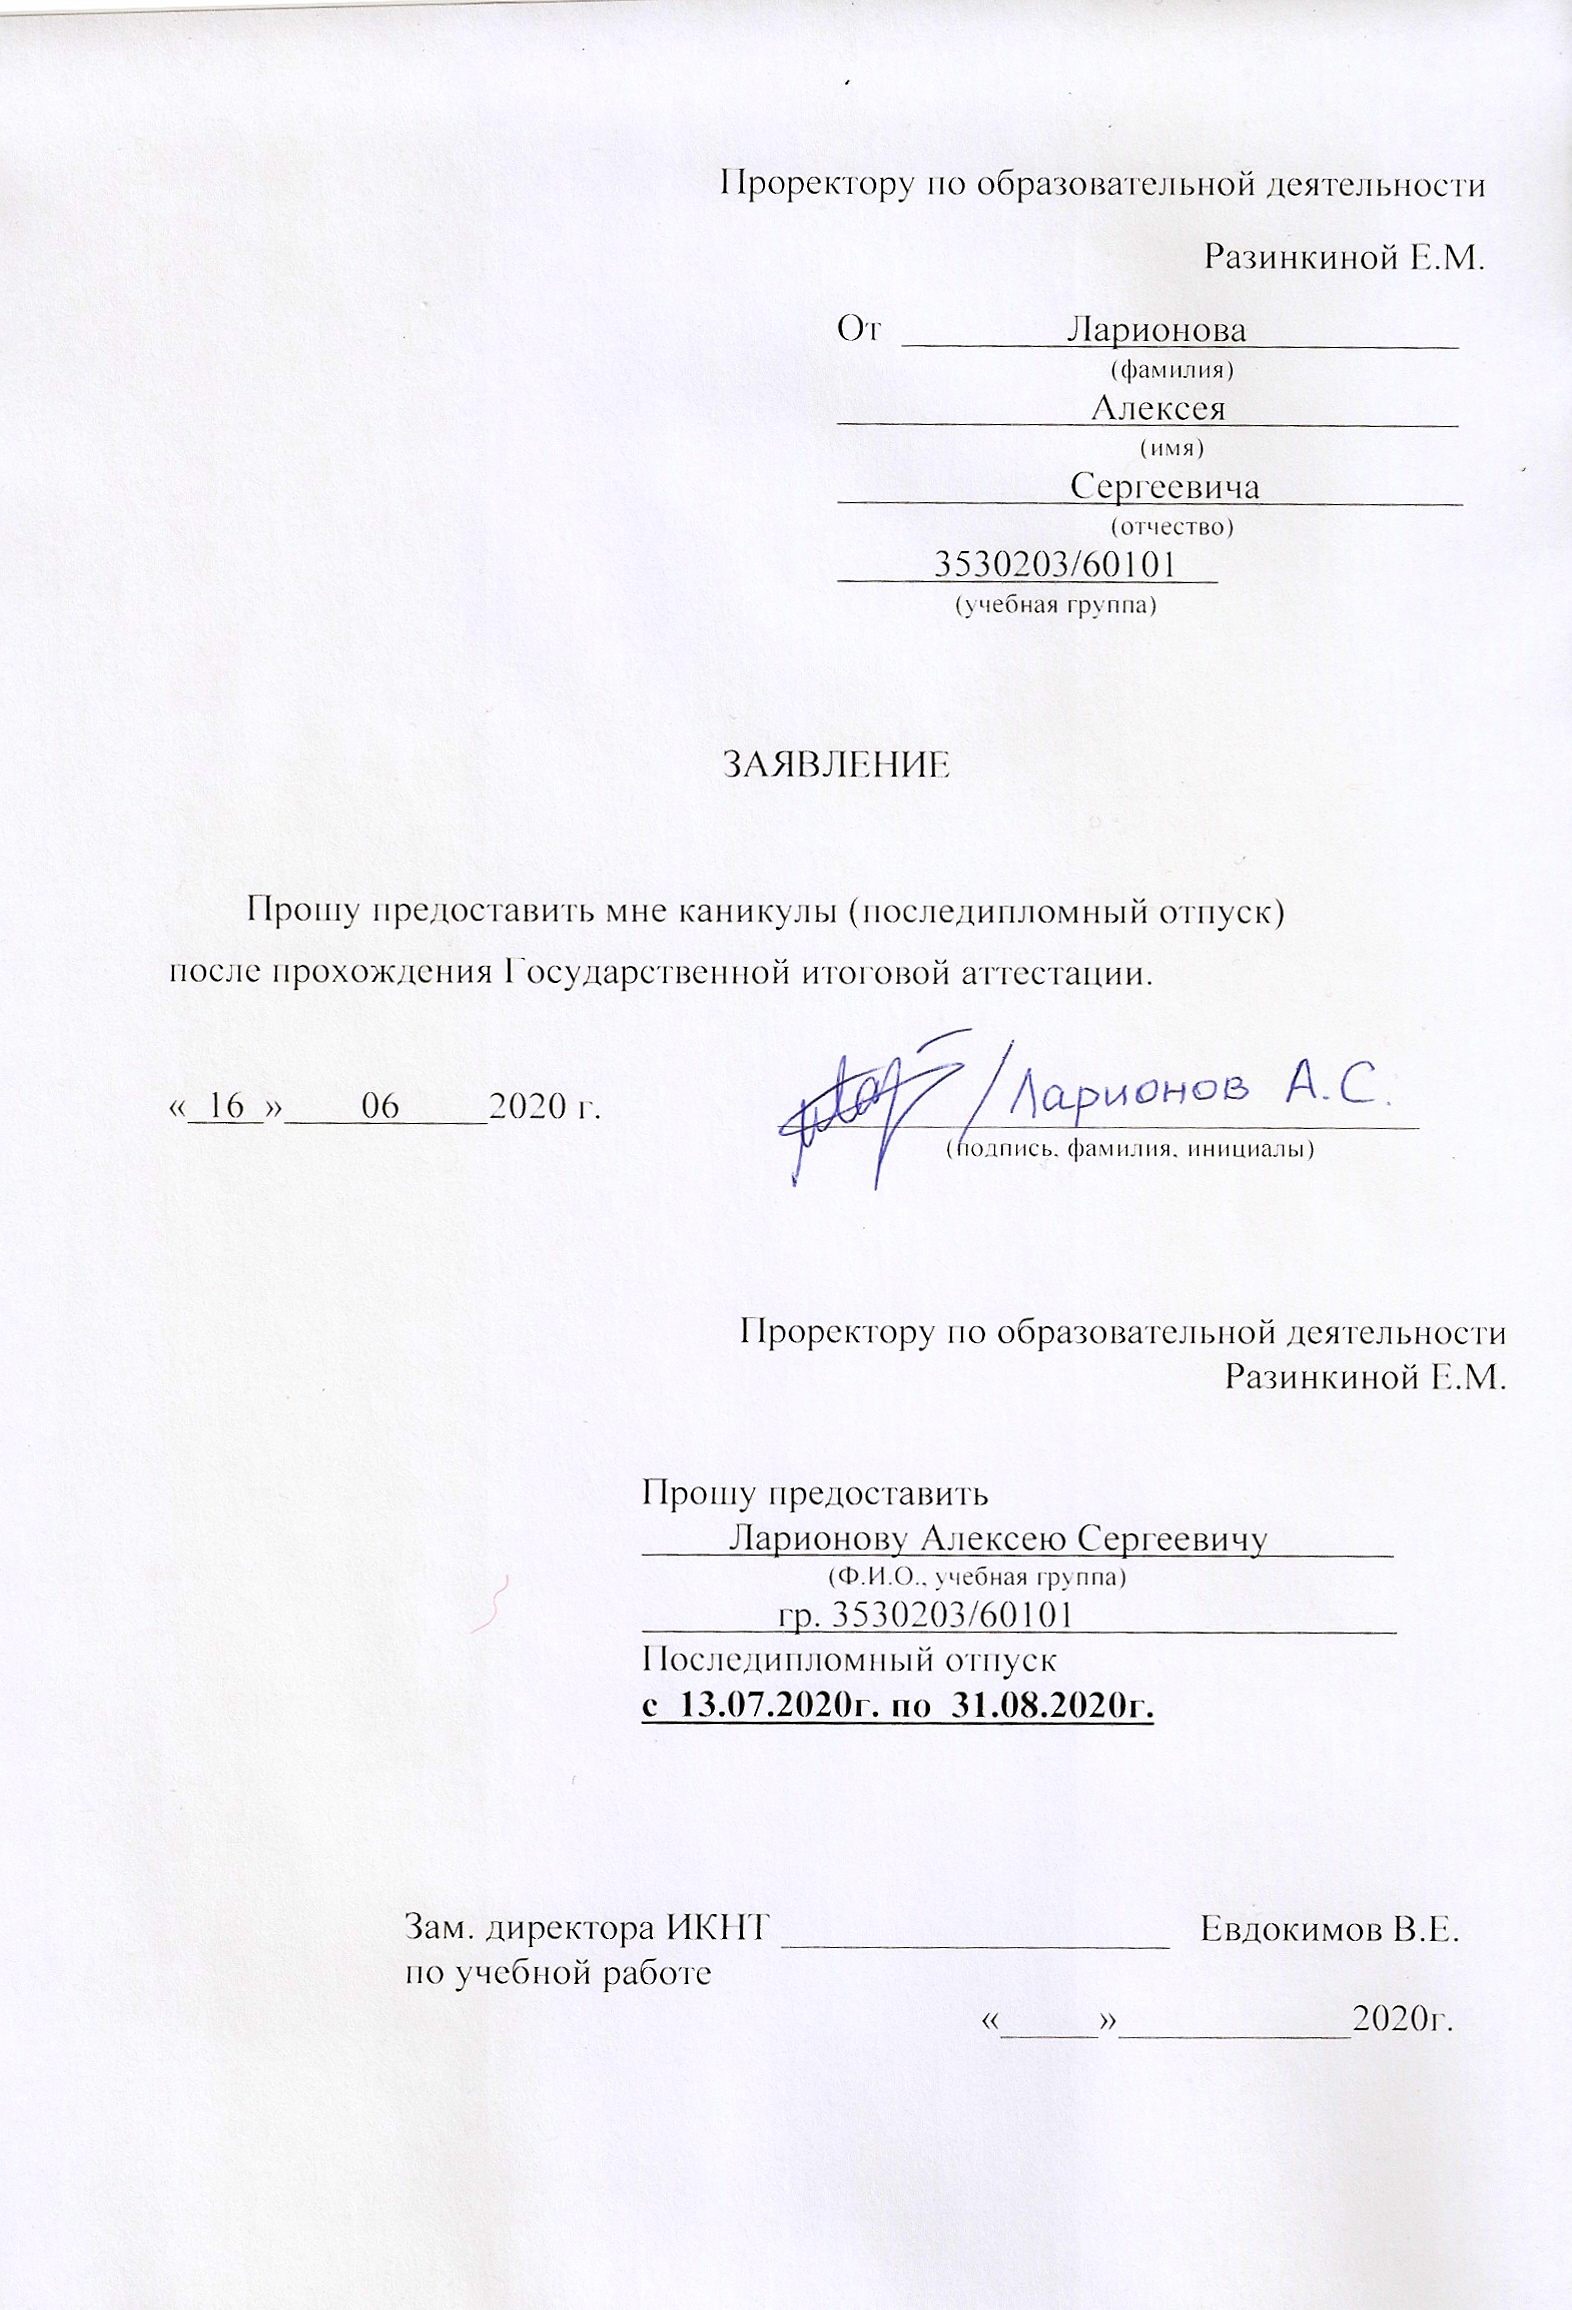 Проректору по образовательной деятельности
Разинкиной Е.М.
От Ларионова
(фамилия)
Алексея
(имя)
Сергеевича
(отчество)
3530203/60101
(учебная группа)
ЗАЯВЛЕНИЕ
Прошу предоставить мне каникулы (последипломный отпуск)
после прохождения Государственной итоговой аттестации.
«_16_»____06_____2020 г. / Ларионов А.С.
(подпись, фамилия, инициалы)
Проректору по образовательной деятельности
Разинкиной Е.М.
Прошу предоставить
Ларионову Алексею Сергеевичу
(Ф.И.О., учебная группа)
гр. 3530203/60101
Последипломный отпуск
с 13.07.2020г. по 31.08.2020г.
Зам. директора ИКНТ ____________________ Евдокимов В.Е.
по учебной работе
«_____»____________2020г.